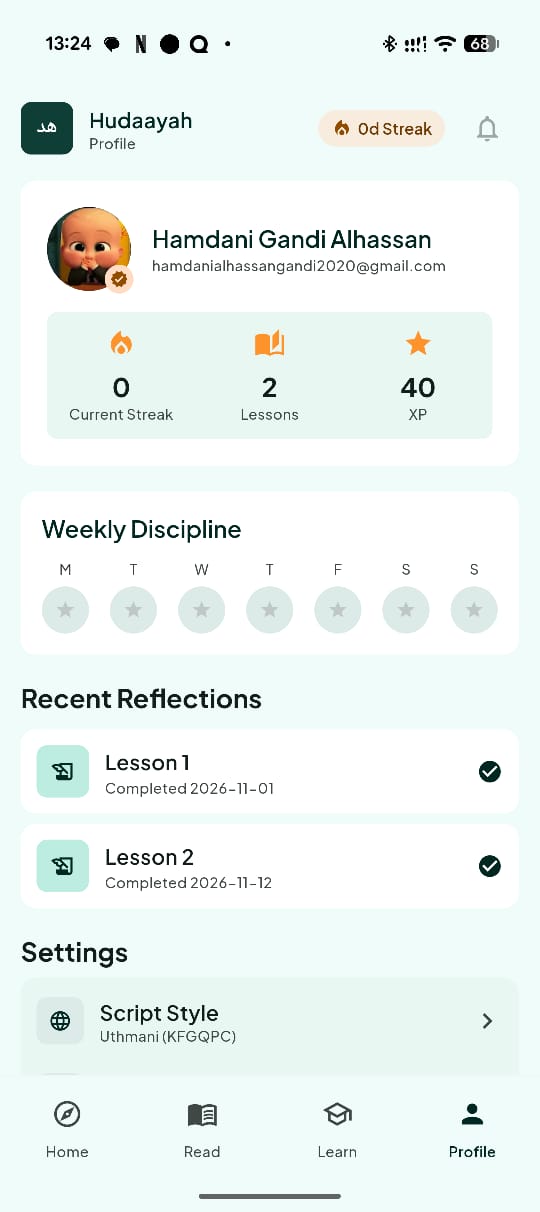 13:24
68
هد
Hudaayah
Profile
0d Streak
Hamdani Gandi Alhassan
hamdanialhassangandi2020@gmail.com
0
2
40
Current Streak
Lessons
XP
Weekly Discipline
M T W T F S S
Recent Reflections
Lesson 1
Completed 2026-11-01
Lesson 2
Completed 2026-11-12
Settings
Script Style
Uthmani (KFGQPC)
Home
Read
Learn
Profile